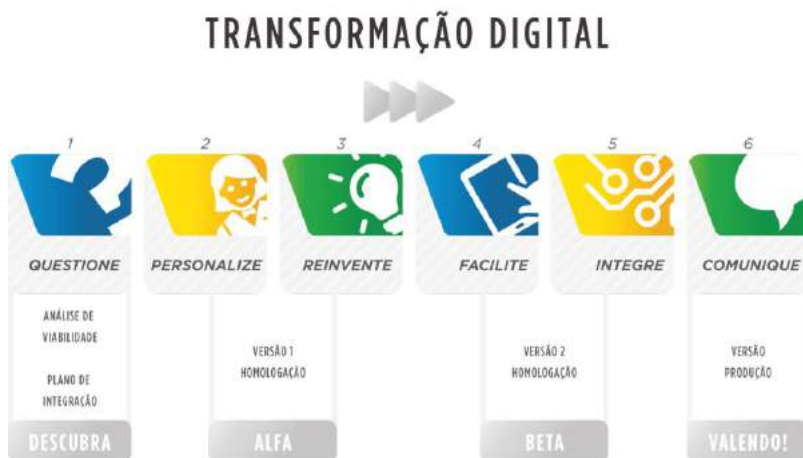 TRANSFORMAÇÃO DIGITAL
1 2 3 4 5 6
QUESTIONE PERSONALIZE REINVENTE FACILITE INTEGRE COMUNIQUE
ANÁLISE DE
VIABILIDADE
PLANO DE
INTEGRAÇÃO
DESCUBRA
VERSÃO 1
HOMOLOGAÇÃO
ALFA
VERSÃO 2
HOMOLOGAÇÃO
BETA
VERSÃO
PRODUÇÃO
VALENDO!